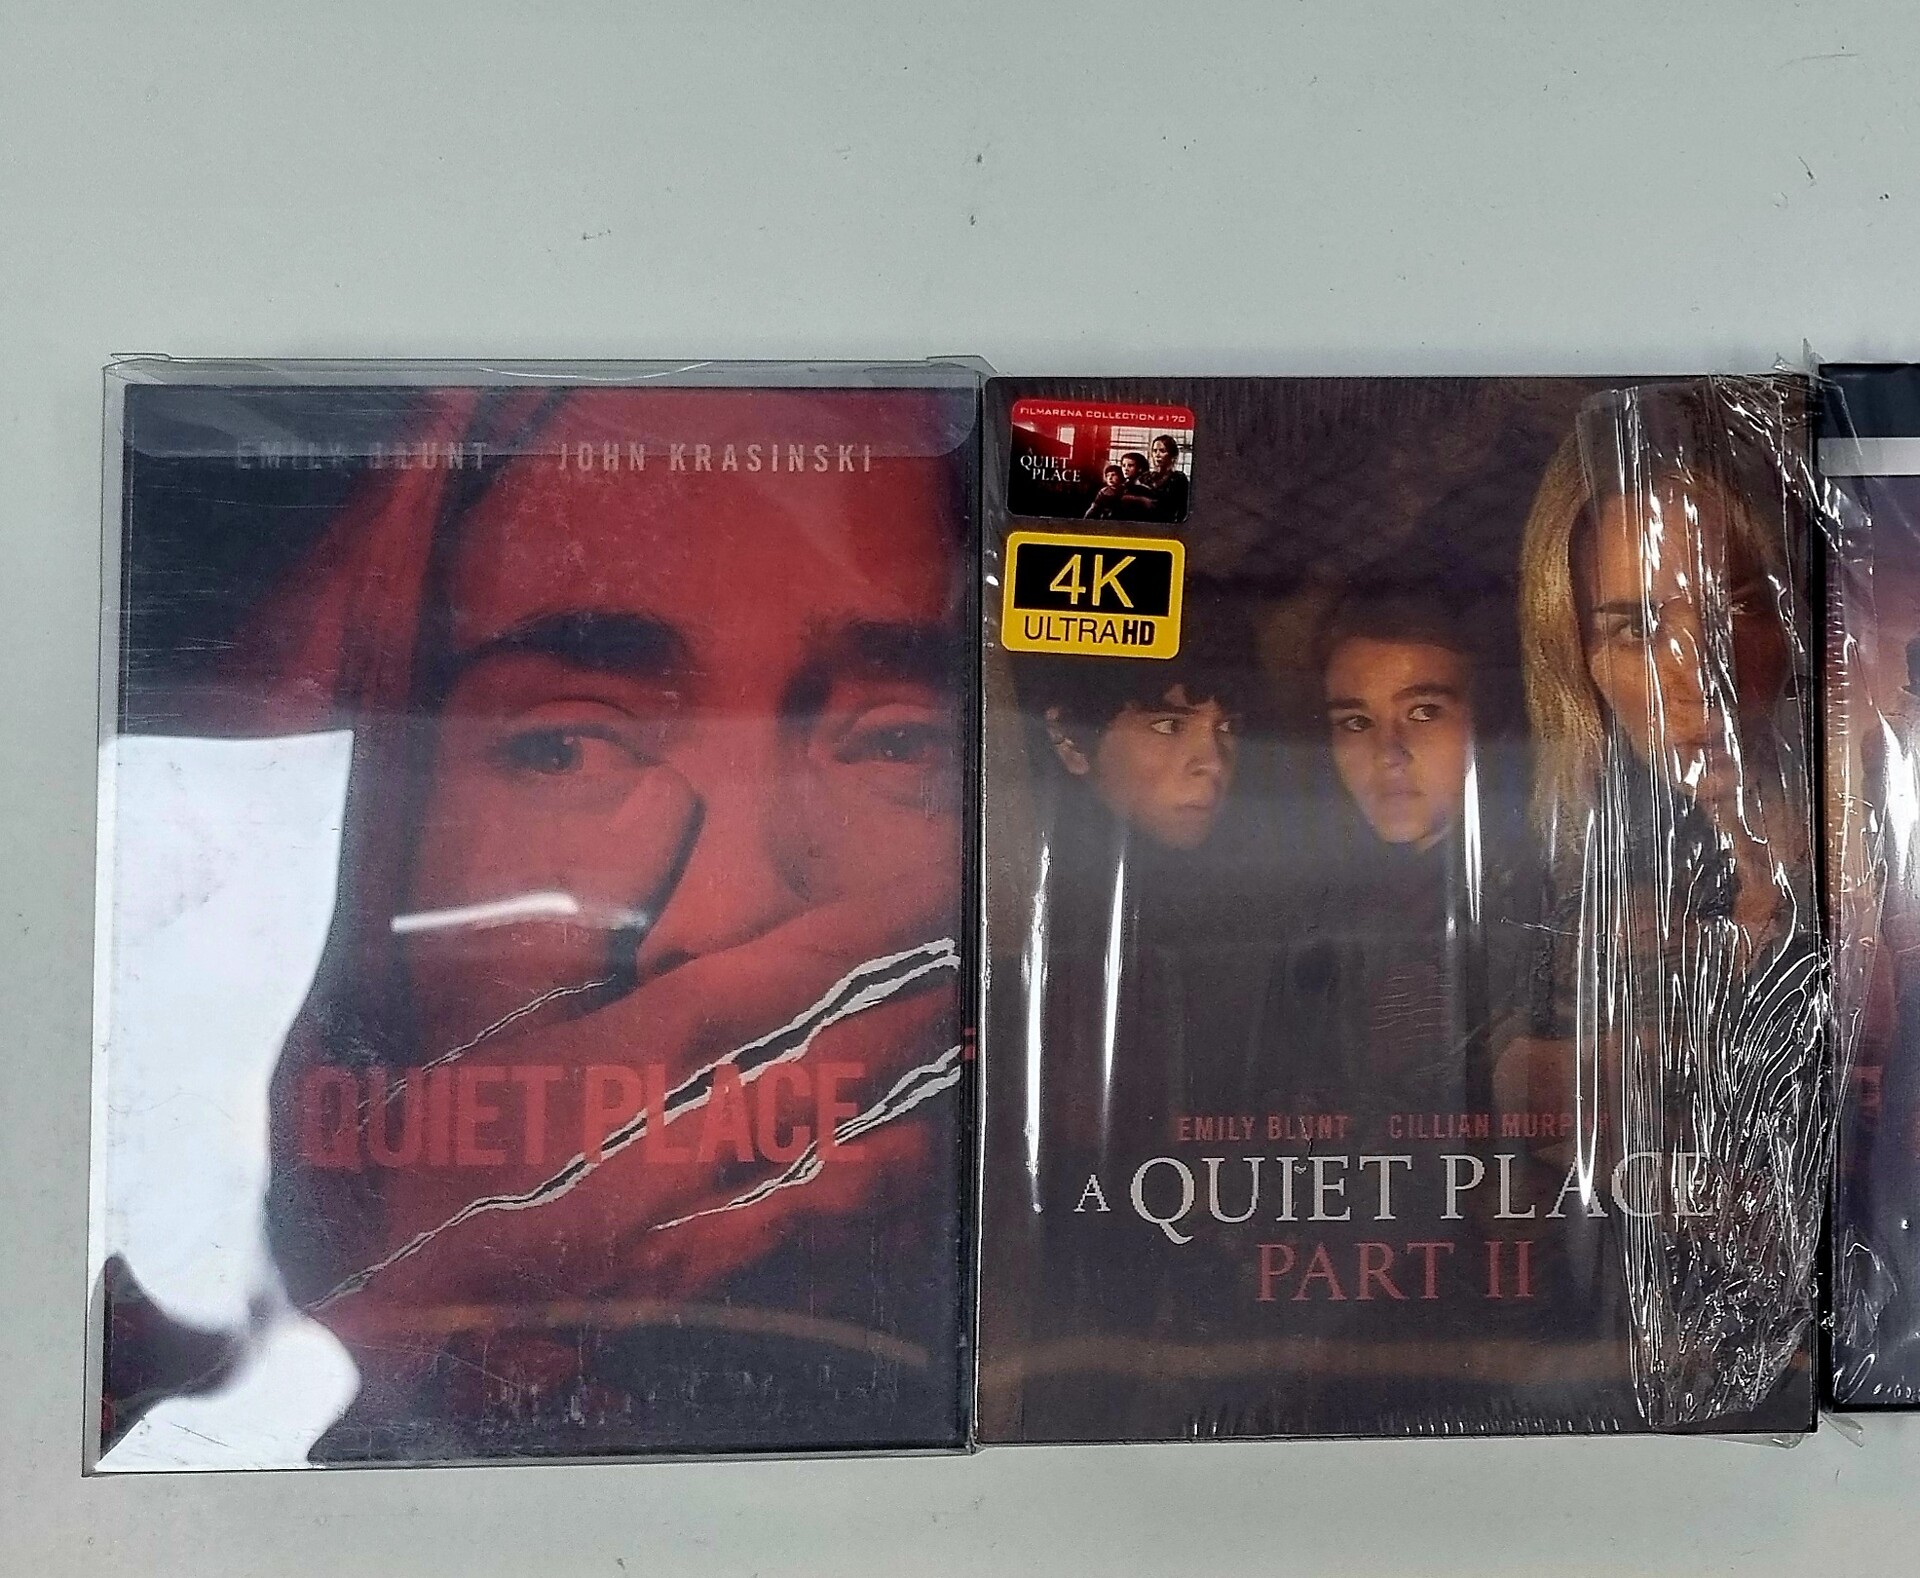 EMILY BLUNT JOHN KRASINSKI
QUIET PLACE
FILMARENA COLLECTION #170
QUIET
PLACE
4K
ULTRA HD
EMILY BLUNT CILLIAN MURPHY
A QUIET PLACE
PART II